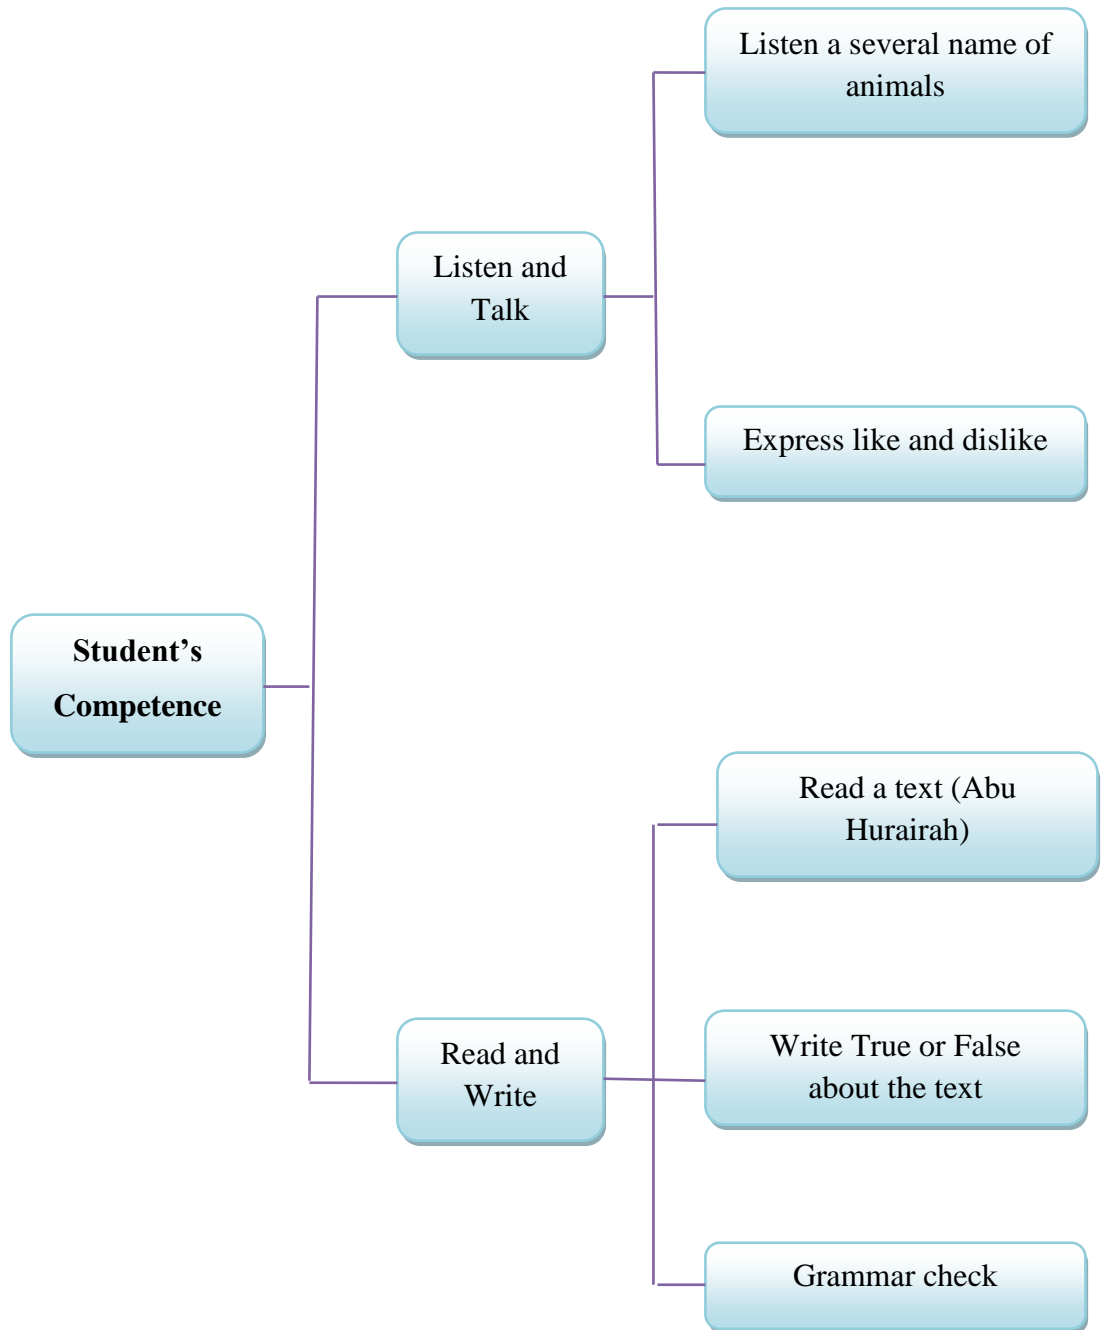 Listen a several name of
animals
Listen and
Talk
Express like and dislike
Student’s
Competence
Read a text (Abu
Hurairah)
Read and
Write
Write True or False
about the text
Grammar check